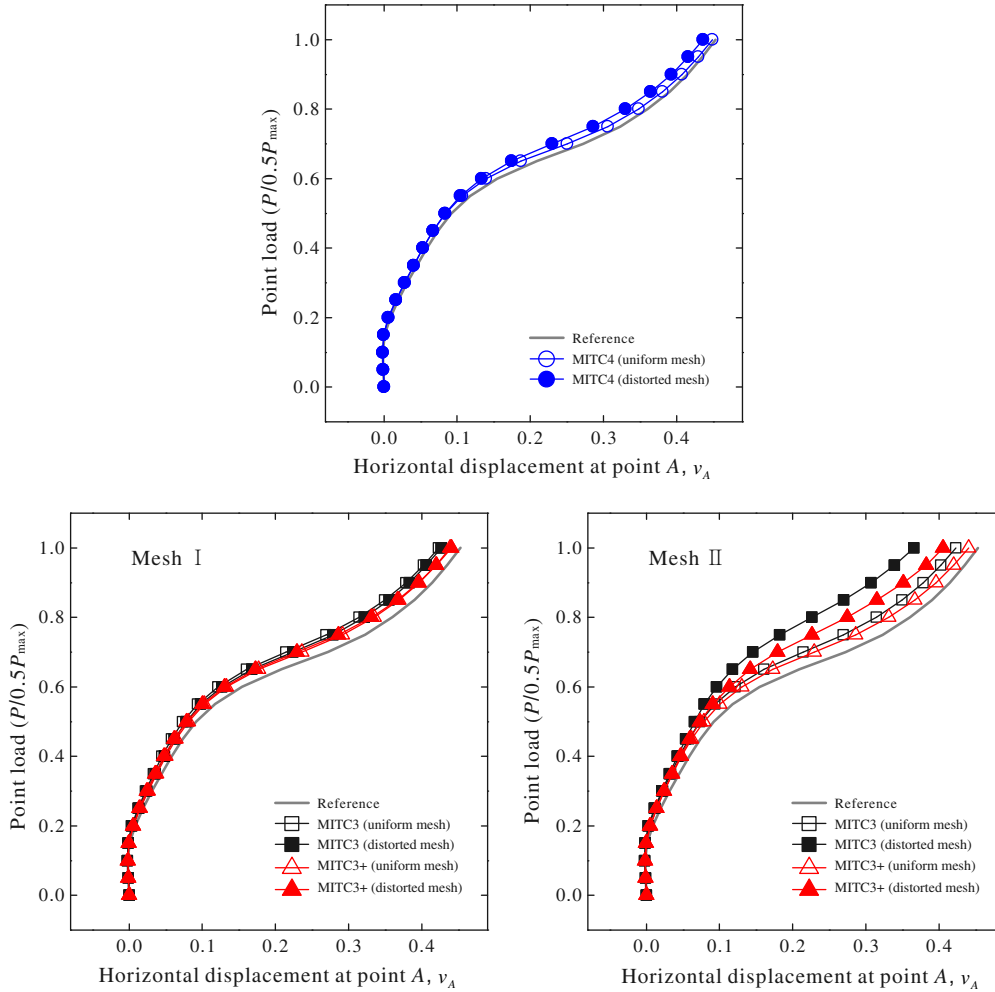 1.0
0.8
0.6
0.4
0.2
0.0
Point load (P/0.5Pmax)
Reference
MITC4 (uniform mesh)
MITC4 (distorted mesh)
0.0 0.1 0.2 0.3 0.4
Horizontal displacement at point A, vA
Mesh Ⅰ
1.0
0.8
0.6
0.4
0.2
0.0
Point load (P/0.5Pmax)
Reference
MITC3 (uniform mesh)
MITC3 (distorted mesh)
MITC3+ (uniform mesh)
MITC3+ (distorted mesh)
0.0 0.1 0.2 0.3 0.4
Horizontal displacement at point A, vA
Mesh Ⅱ
1.0
0.8
0.6
0.4
0.2
0.0
Point load (P/0.5Pmax)
Reference
MITC3 (uniform mesh)
MITC3 (distorted mesh)
MITC3+ (uniform mesh)
MITC3+ (distorted mesh)
0.0 0.1 0.2 0.3 0.4
Horizontal displacement at point A, vA